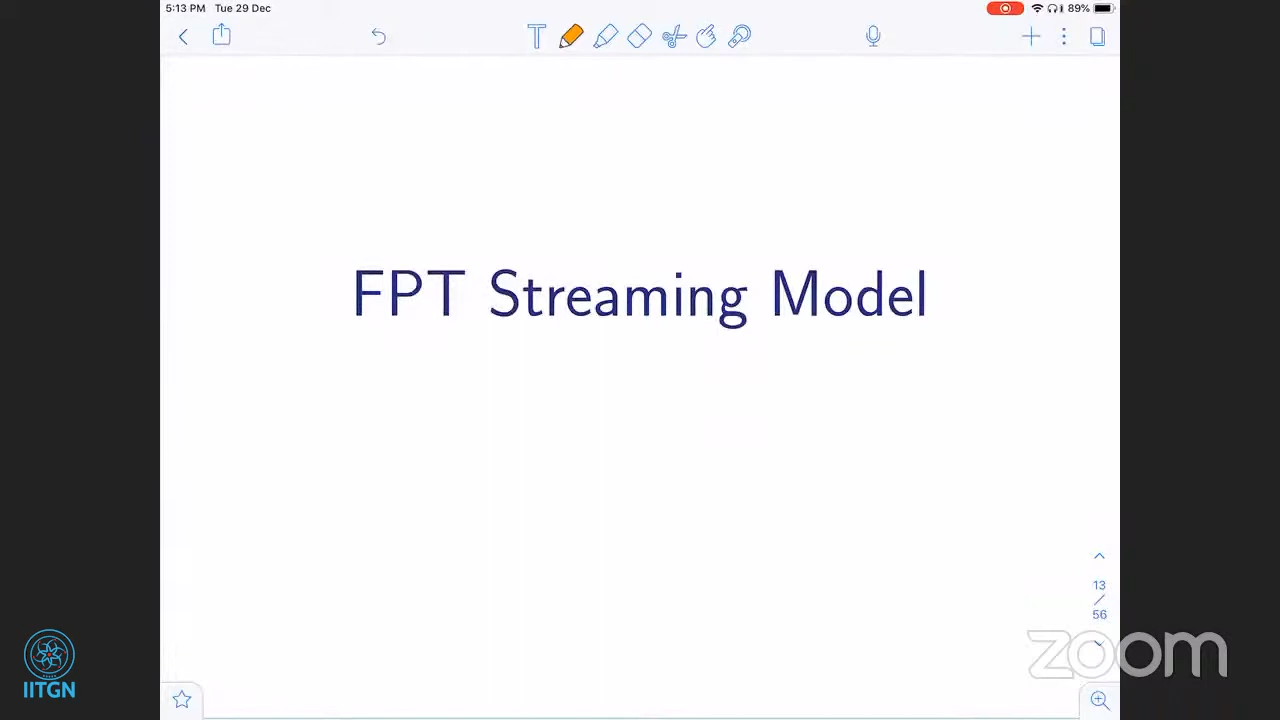 5:13 PM Tue 29 Dec
89%
T
FPT Streaming Model
13
56
zoom
IITGN